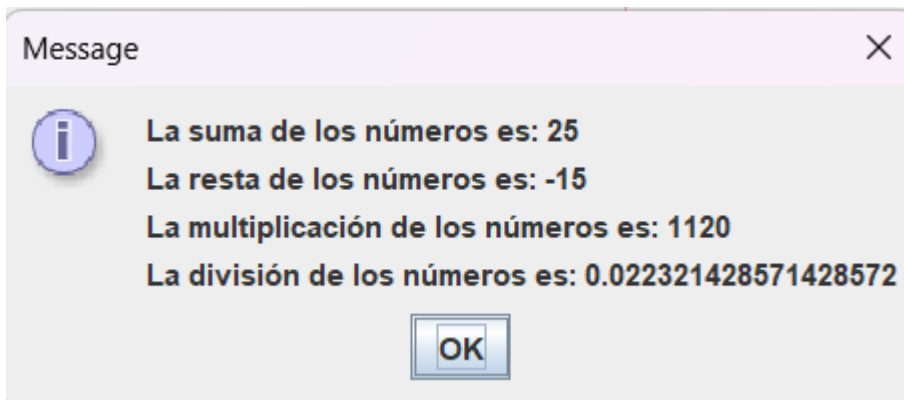 Message
La suma de los números es: 25
La resta de los números es: -15
La multiplicación de los números es: 1120
La división de los números es: 0.022321428571428572
OK